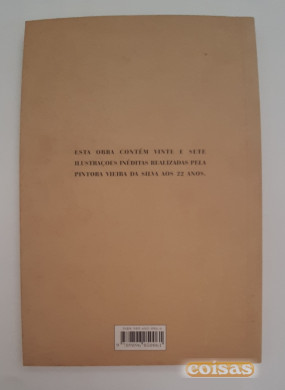 ESTA OBRA CONTÉM VINTE E SETE
ILUSTRAÇÕES INÉDITAS REALIZADAS PELA
PINTORA VIEIRA DA SILVA AOS 22 ANOS.
coisas